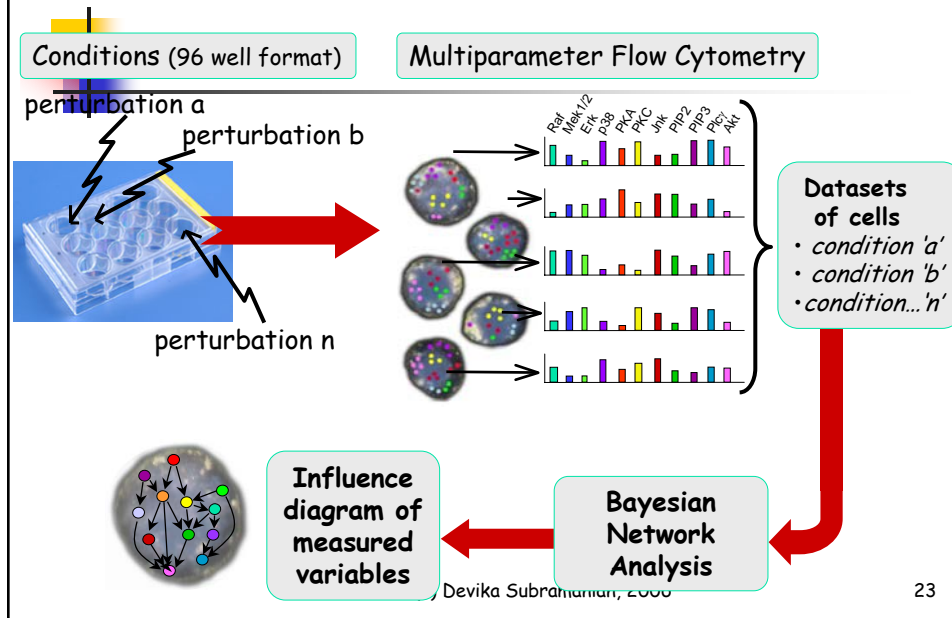 Conditions (96 well format)
Multiparameter Flow Cytometry
perturbation a
perturbation b
perturbation n
Raf
Mek1/2
Erk
p38
PKA
PKC
Jnk
PIP2
PIP3
Plcγ
Akt
Datasets
of cells
• condition 'a'
• condition 'b'
• condition...'n'
Bayesian
Network
Analysis
Influence
diagram of
measured
variables
Devika Subramanian, 2006
23